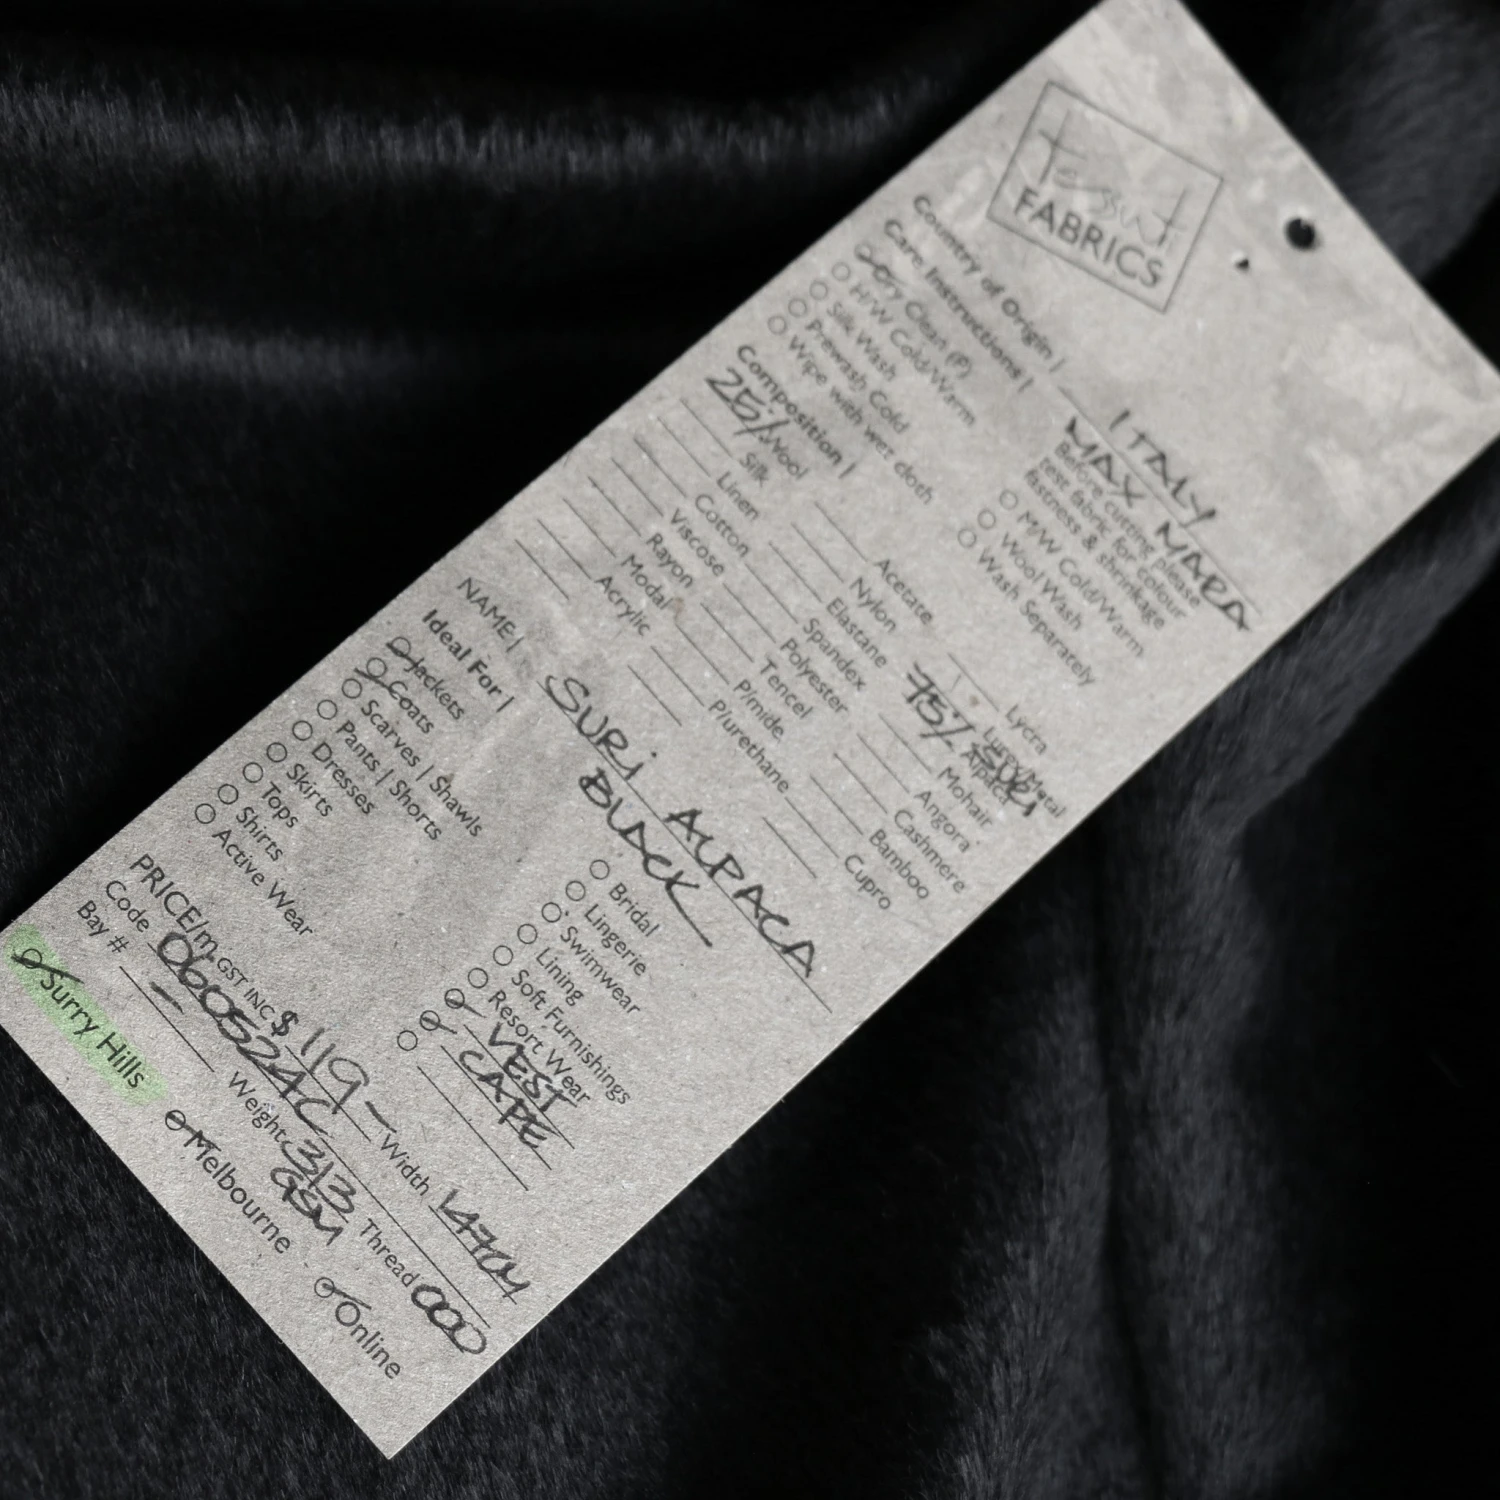 tessuti
FABRICS
Country of Origin | ITALY
MAX MARA
Care Instructions |
Before cutting please
test fabric for colour
fastness & shrinkage
Dry Clean (P)
H/W Cold/Warm
Silk Wash
Prewash Cold
Wipe with wet cloth
M/W Cold/Warm
Wool Wash
Wash Separately
Composition |
25% Wool
Silk
Linen
Cotton
Viscose
Rayon
Modal
Acrylic
Acetate
Nylon
Elastane
Spandex
Polyester
Tencel
P/mide
P/urethane
Lycra
Lurex/Metal
75% Alpaca SURI
Mohair
Angora
Cashmere
Bamboo
Cupro
NAME | SURI ALPACA
BLACK
Ideal For |
Jackets
Coats
Scarves | Shawls
Pants | Shorts
Dresses
Skirts
Tops
Shirts
Active Wear
Bridal
Lingerie
Swimwear
Lining
Soft Furnishings
Resort Wear
VEST
CAPE
PRICE/m GST INC $ 119 - Width 147CM
Code 060524C Weight 313 GSM Thread 000
Bay # -
Surry Hills Melbourne Online